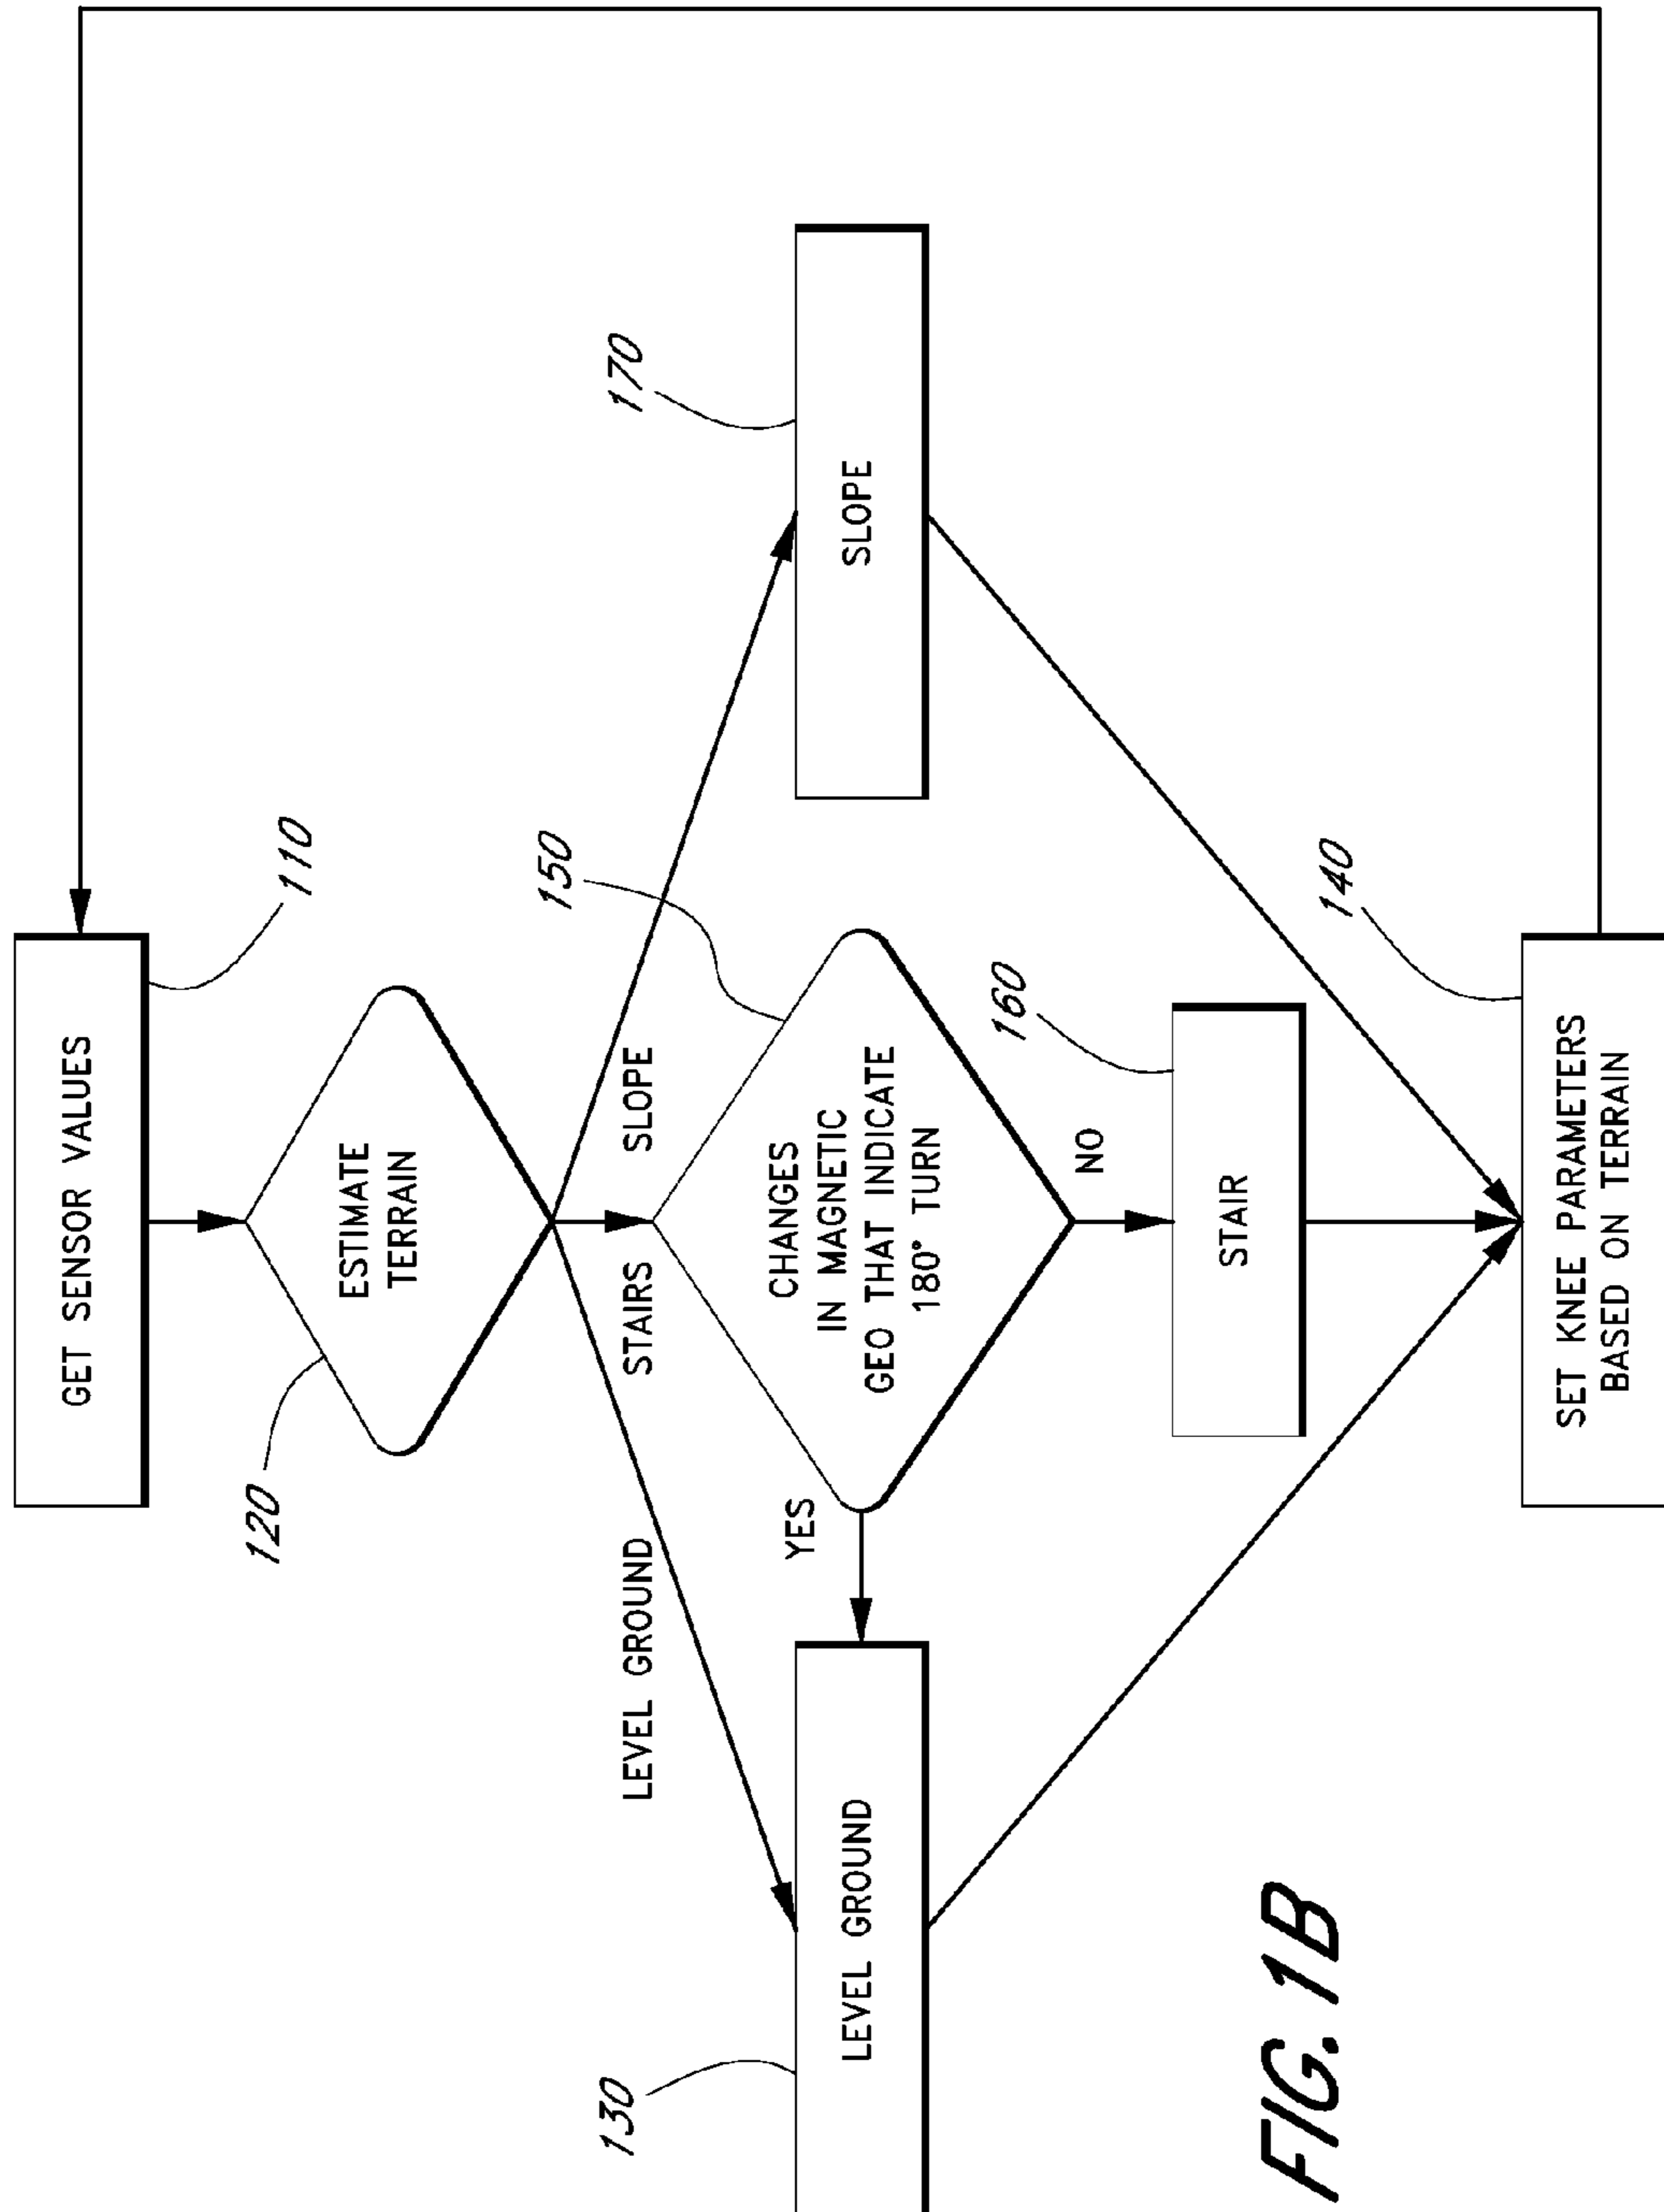 GET SENSOR VALUES
110
120
ESTIMATE
TERRAIN
LEVEL GROUND
STAIRS
SLOPE
150
170
130
LEVEL GROUND
YES
CHANGES
IN MAGNETIC
GEO THAT INDICATE
180° TURN
SLOPE
NO
160
STAIR
140
SET KNEE PARAMETERS
BASED ON TERRAIN
FIG. 1B